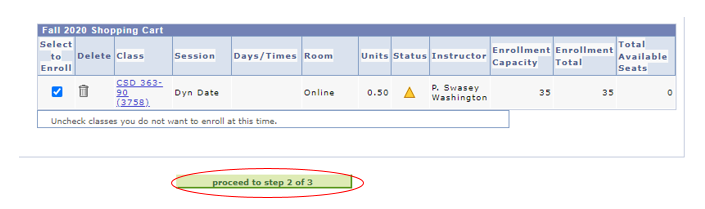 Fall 2020 Shopping Cart
Select to Enroll Delete Class Session Days/Times Room Units Status Instructor Enrollment Capacity Enrollment Total Total Available Seats
CSD 363-90 (3758) Dyn Date Online 0.50 P. Swasey Washington 35 35 0
Uncheck classes you do not want to enroll at this time.
proceed to step 2 of 3